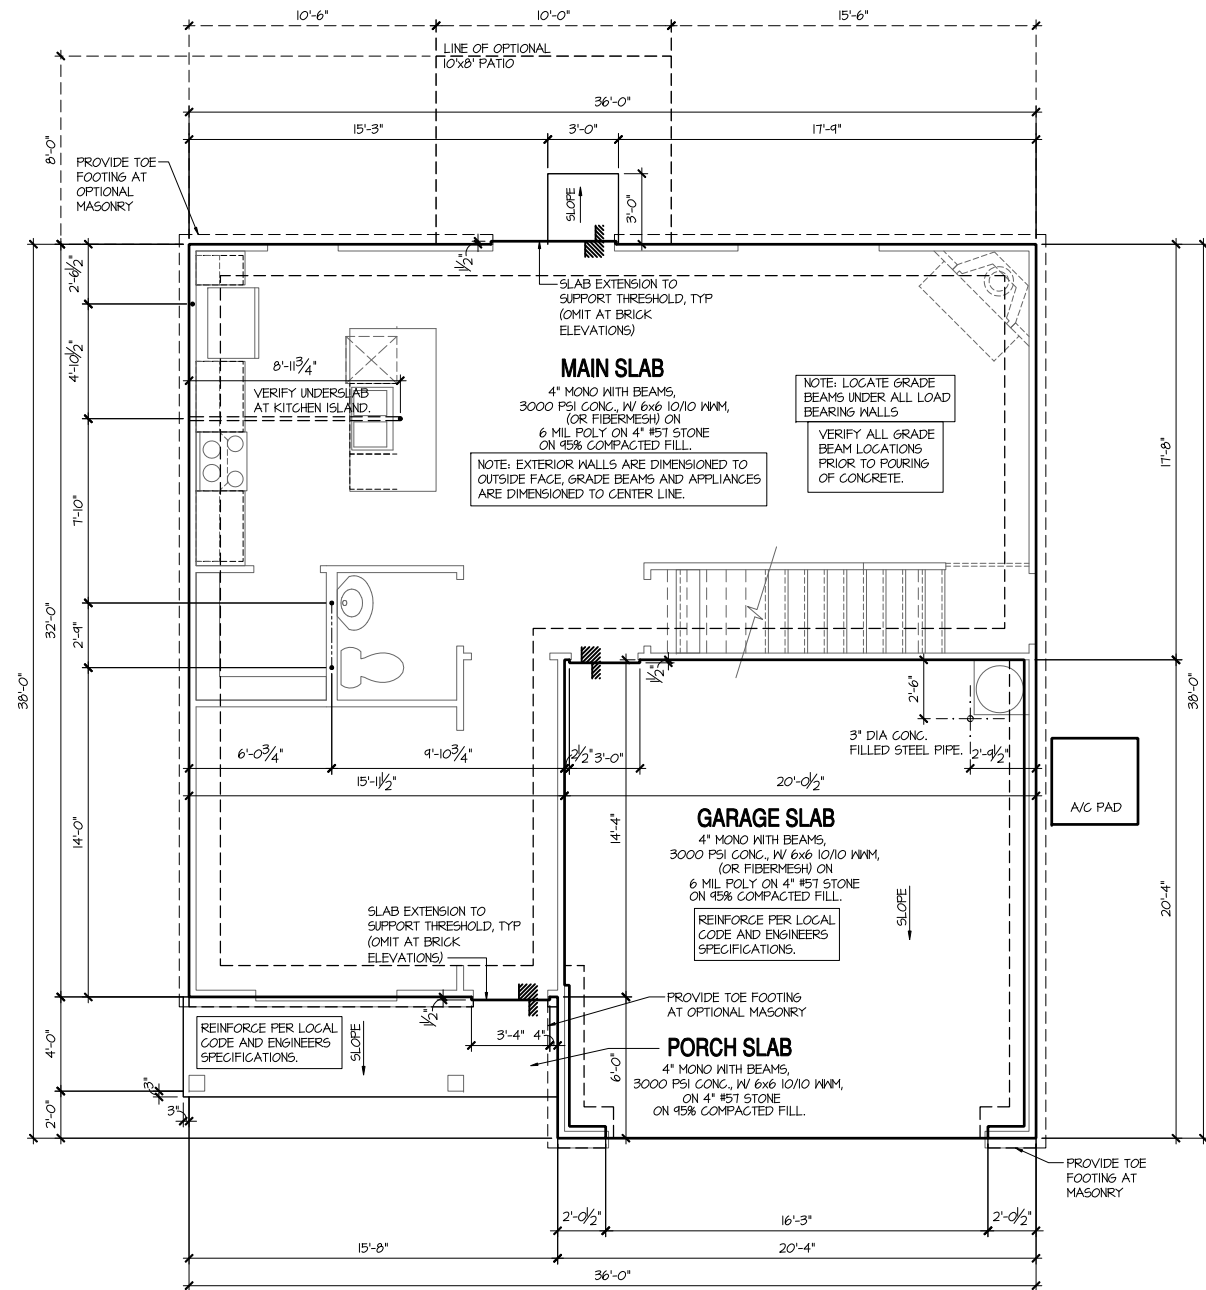 10'-6"
10'-0"
15'-6"
LINE OF OPTIONAL
10'x8' PATIO
36'-0"
15'-3"
3'-0"
17'-9"
8'-0"
PROVIDE TOE
FOOTING AT
OPTIONAL
MASONRY
SLOPE
3'-0"
1/2"
2'-6 1/2"
SLAB EXTENSION TO
SUPPORT THRESHOLD, TYP
(OMIT AT BRICK
ELEVATIONS)
4'-10 1/2"
8'-11 3/4"
VERIFY UNDERSLAB
AT KITCHEN ISLAND.
MAIN SLAB
4" MONO WITH BEAMS,
3000 PSI CONC., W/ 6x6 10/10 WWM,
(OR FIBERMESH) ON
6 MIL POLY ON 4" #57 STONE
ON 95% COMPACTED FILL.
NOTE: EXTERIOR WALLS ARE DIMENSIONED TO
OUTSIDE FACE, GRADE BEAMS AND APPLIANCES
ARE DIMENSIONED TO CENTER LINE.
NOTE: LOCATE GRADE
BEAMS UNDER ALL LOAD
BEARING WALLS
VERIFY ALL GRADE
BEAM LOCATIONS
PRIOR TO POURING
OF CONCRETE.
17'-8"
7'-10"
32'-0"
2'-9"
38'-0"
38'-0"
1/2"
2'-6"
3" DIA CONC.
FILLED STEEL PIPE.
2'-9 1/2"
6'-0 3/4"
9'-10 3/4"
2 1/2"
3'-0"
15'-11 1/2"
20'-0 1/2"
A/C PAD
14'-0"
14'-4"
GARAGE SLAB
4" MONO WITH BEAMS,
3000 PSI CONC., W/ 6x6 10/10 WWM,
(OR FIBERMESH) ON
6 MIL POLY ON 4" #57 STONE
ON 95% COMPACTED FILL.
REINFORCE PER LOCAL
CODE AND ENGINEERS
SPECIFICATIONS.
SLOPE
20'-4"
SLAB EXTENSION TO
SUPPORT THRESHOLD, TYP
(OMIT AT BRICK
ELEVATIONS)
PROVIDE TOE FOOTING
AT OPTIONAL MASONRY
1/2"
REINFORCE PER LOCAL
CODE AND ENGINEERS
SPECIFICATIONS.
SLOPE
3'-4"
4"
4'-0"
6'-0"
PORCH SLAB
4" MONO WITH BEAMS,
3000 PSI CONC., W/ 6x6 10/10 WWM,
ON 4" #57 STONE
ON 95% COMPACTED FILL.
3"
3"
2'-0"
PROVIDE TOE
FOOTING AT
MASONRY
2'-0 1/2"
16'-3"
2'-0 1/2"
15'-8"
20'-4"
36'-0"